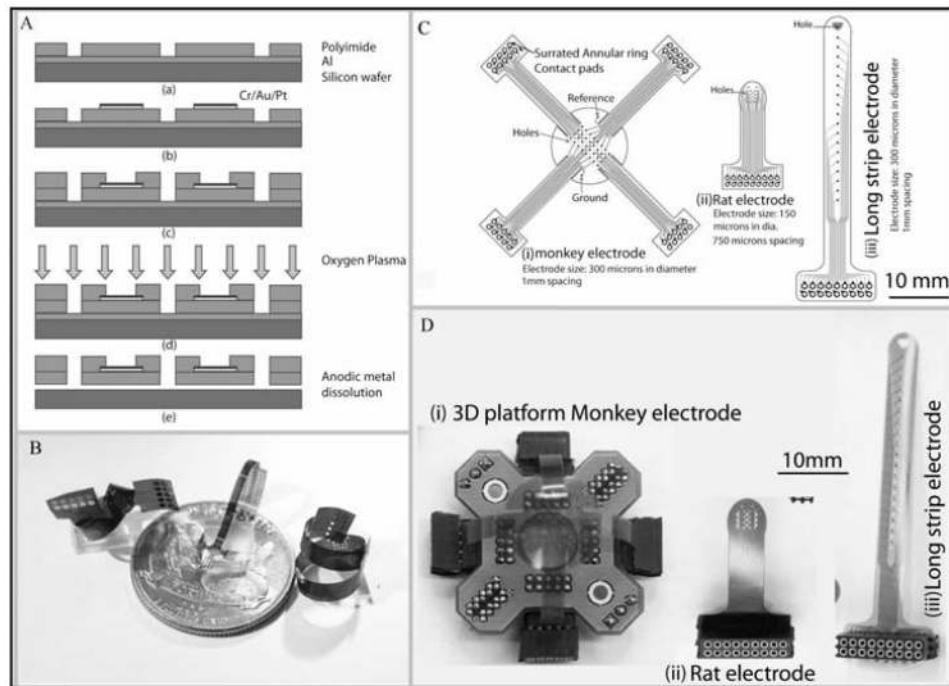 A
Polyimide
Al
Silicon wafer
(a)
Cr/Au/Pt
(b)
(c)
Oxygen Plasma
(d)
Anodic metal
dissolution
(e)
B
C
Surrated Annular ring
Contact pads
Reference
Holes
Ground
(i)monkey electrode
Electrode size: 300 microns in diameter
1mm spacing
Holes
(ii)Rat electrode
Electrode size: 150
microns in dia.
750 microns spacing
Hole
(iii) Long strip electrode
Electrode size: 300 microns in diameter
1mm spacing
10 mm
D
(i) 3D platform Monkey electrode
10mm
(ii) Rat electrode
(iii)Long strip electrode